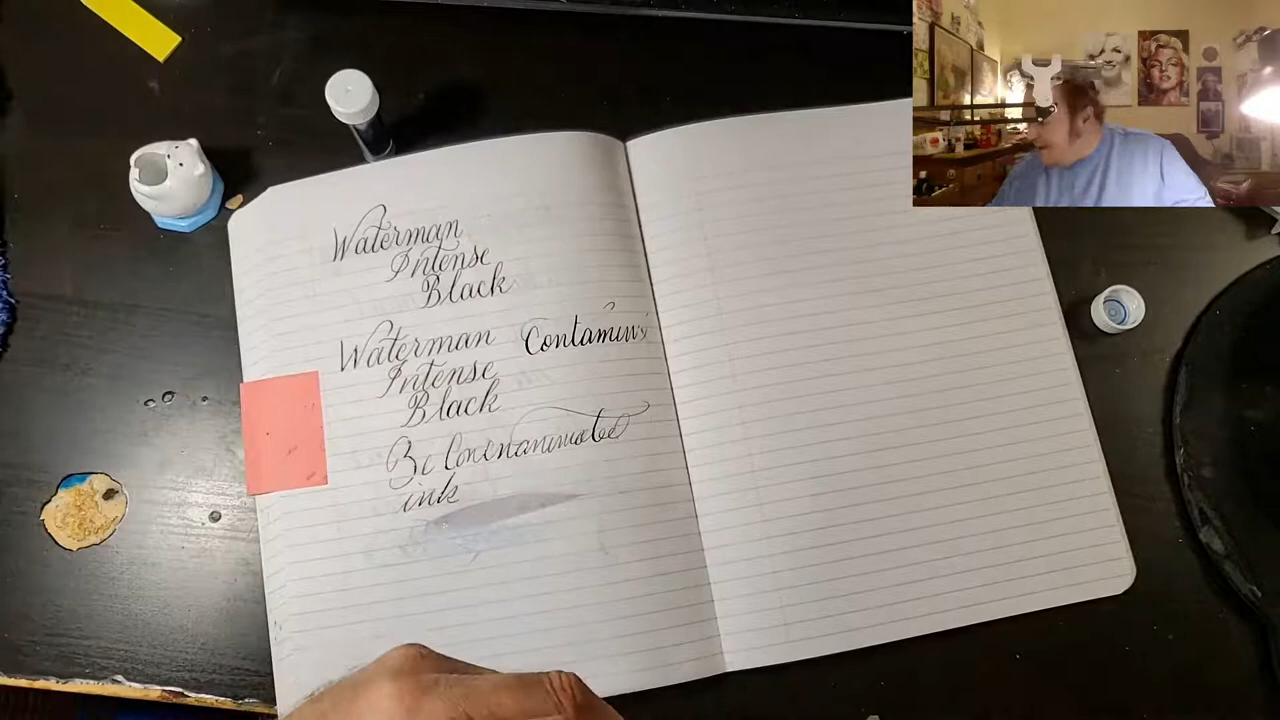 Waterman
Intense
Black
Waterman
Intense
Black
Contamin
Be
ink